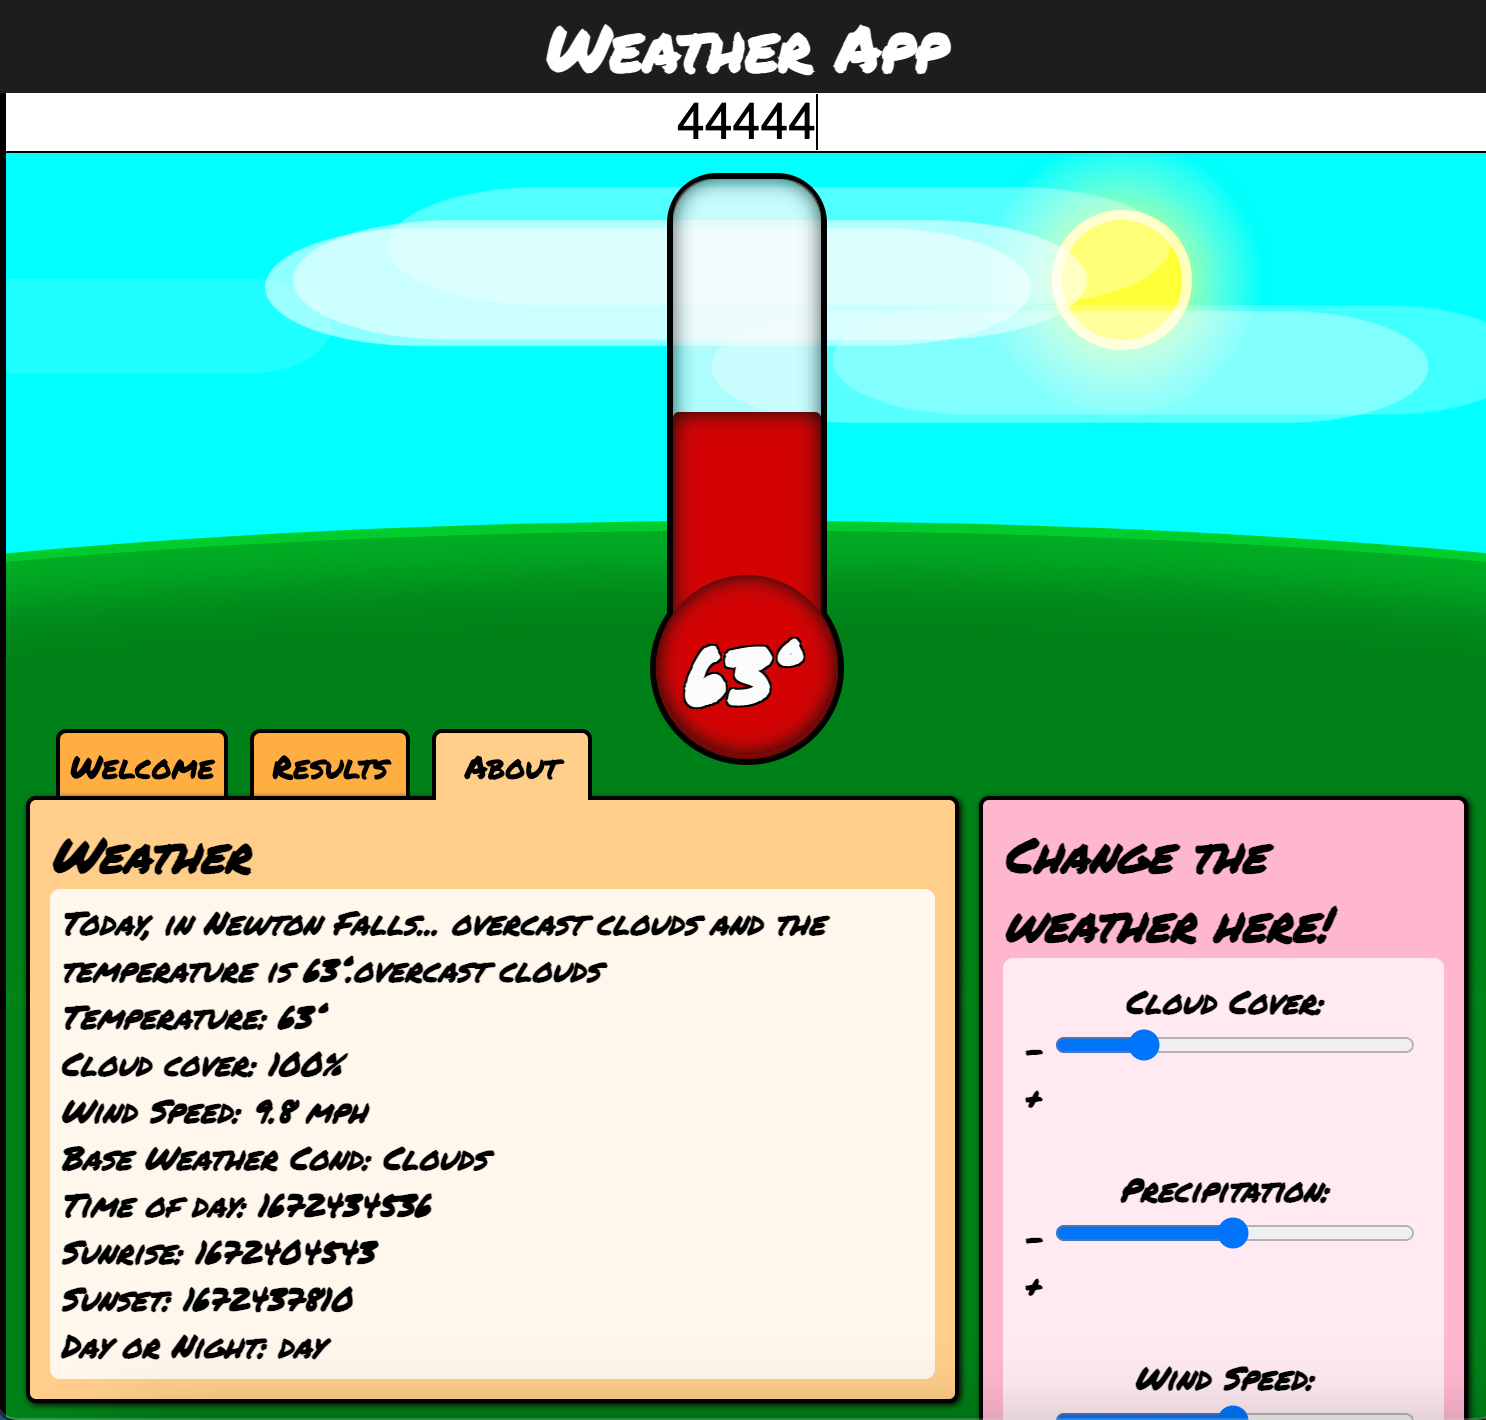 Weather App
44444
63°
Welcome
Results
About
Weather
Today, in Newton Falls... overcast clouds and the
temperature is 63°.overcast clouds
Temperature: 63°
Cloud cover: 100%
Wind Speed: 9.8 mph
Base Weather Cond: Clouds
Time of day: 1672434536
Sunrise: 1672404543
Sunset: 1672437810
Day or Night: day
Change the
weather here!
Cloud Cover:
-
+
Precipitation:
-
+
Wind Speed: